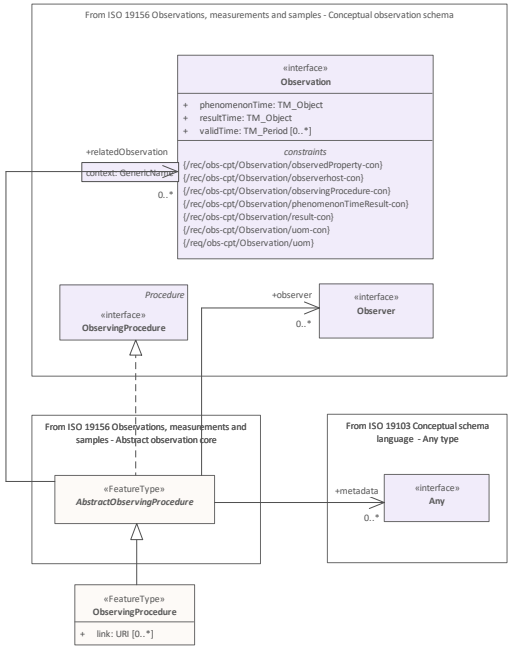 From ISO 19156 Observations, measurements and samples - Conceptual observation schema
«interface»
Observation
+ phenomenonTime: TM_Object
+ resultTime: TM_Object
+ validTime: TM_Period [0..*]
constraints
{/rec/obs-cpt/Observation/observedProperty-con}
{/rec/obs-cpt/Observation/observerhost-con}
{/rec/obs-cpt/Observation/observingProcedure-con}
{/rec/obs-cpt/Observation/phenomenonTimeResult-con}
{/rec/obs-cpt/Observation/result-con}
{/rec/obs-cpt/Observation/uom-con}
{/req/obs-cpt/Observation/uom}
+relatedObservation
context: GenericName
0..*
Procedure
«interface»
ObservingProcedure
+observer
0..*
«interface»
Observer
From ISO 19156 Observations, measurements and
samples - Abstract observation core
From ISO 19103 Conceptual schema
language - Any type
«FeatureType»
AbstractObservingProcedure
+metadata
0..*
«interface»
Any
«FeatureType»
ObservingProcedure
+ link: URI [0..*]